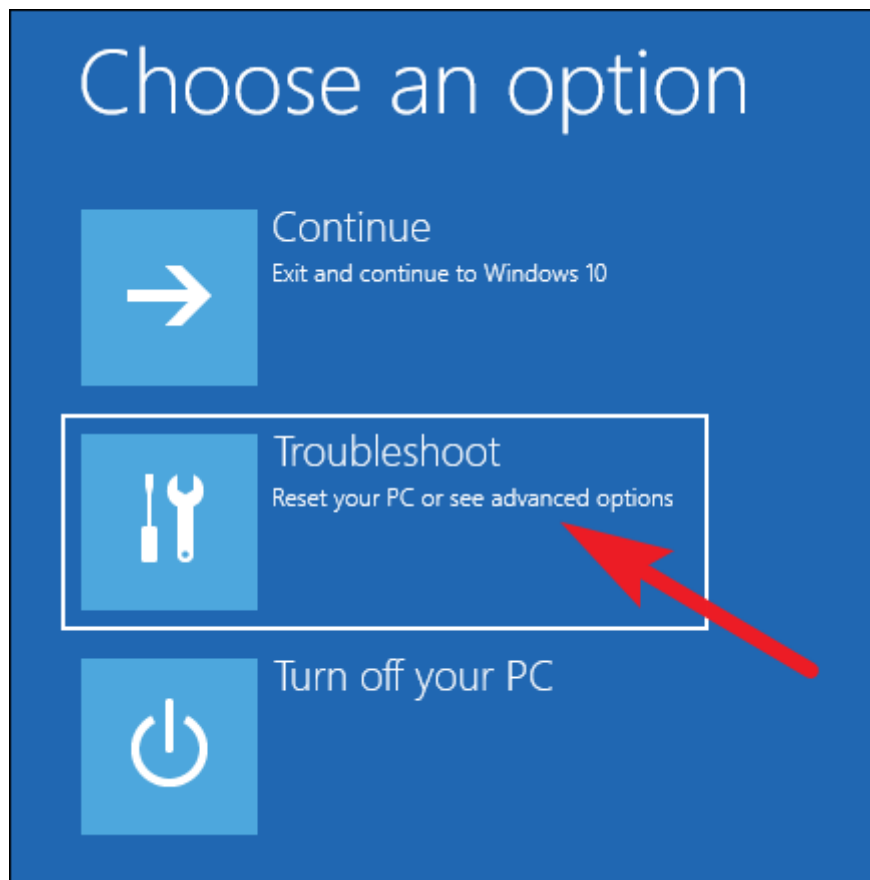 Choose an option
Continue
Exit and continue to Windows 10
Troubleshoot
Reset your PC or see advanced options
Turn off your PC